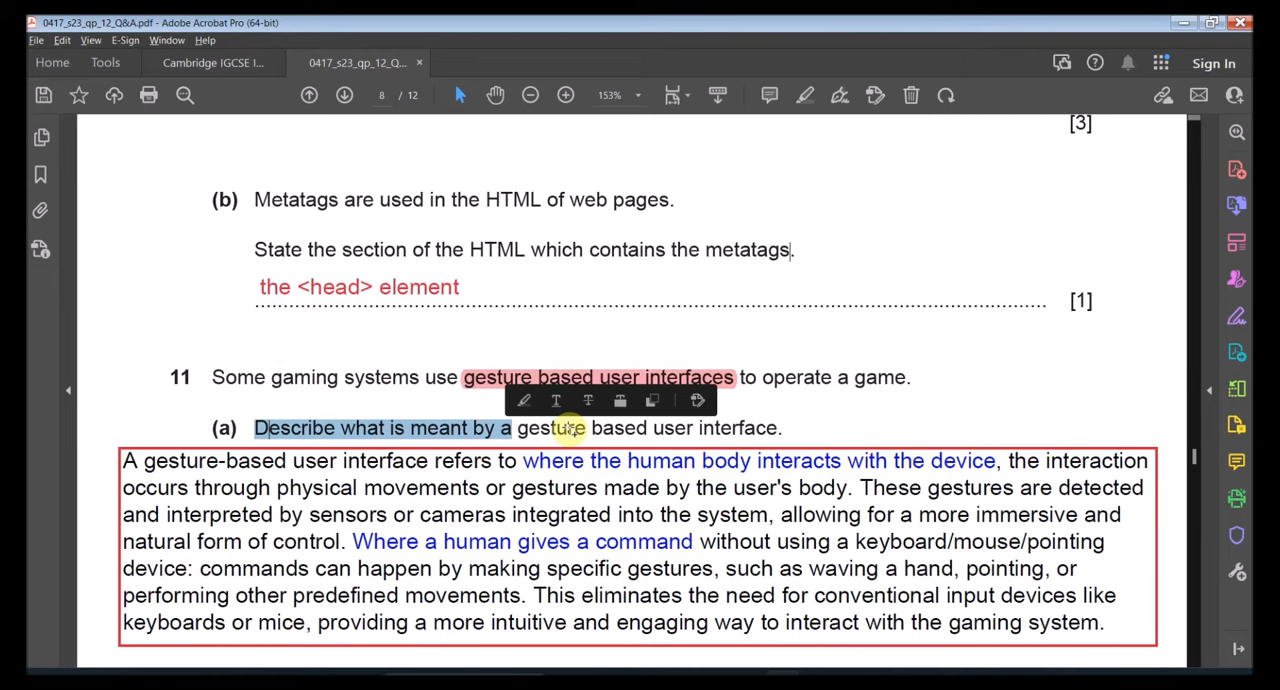 0417_s23_qp_12_Q&A.pdf - Adobe Acrobat Pro (64-bit)
File Edit View E-Sign Window Help
Home Tools Cambridge IGCSE I... 0417_s23_qp_12_Q... × Sign In
8 / 12 153%
[3]
(b) Metatags are used in the HTML of web pages.
State the section of the HTML which contains the metatags.
the <head> element
[1]
11 Some gaming systems use gesture based user interfaces to operate a game.
(a) Describe what is meant by a gesture based user interface.
A gesture-based user interface refers to where the human body interacts with the device, the interaction
occurs through physical movements or gestures made by the user's body. These gestures are detected
and interpreted by sensors or cameras integrated into the system, allowing for a more immersive and
natural form of control. Where a human gives a command without using a keyboard/mouse/pointing
device: commands can happen by making specific gestures, such as waving a hand, pointing, or
performing other predefined movements. This eliminates the need for conventional input devices like
keyboards or mice, providing a more intuitive and engaging way to interact with the gaming system.